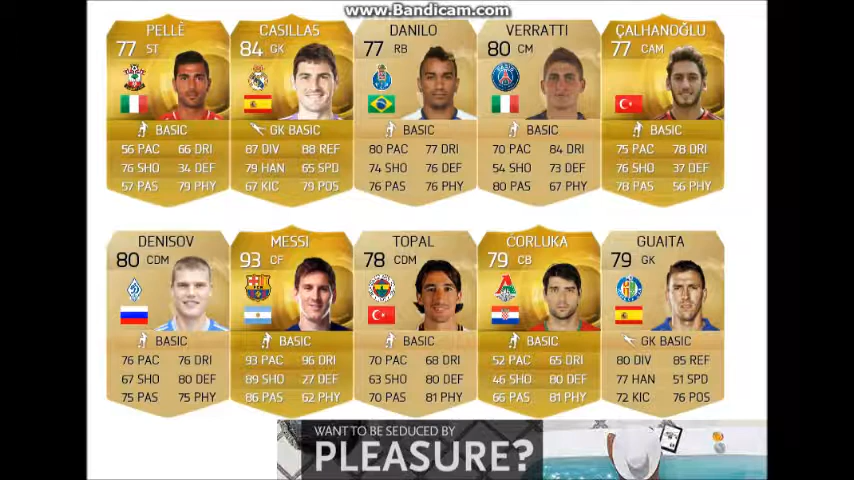 www.Bandicam.com
PELLÈ
77 ST
BASIC
56 PAC 66 DRI
76 SHO 34 DEF
57 PAS 79 PHY
CASILLAS
84 GK
GK BASIC
87 DIV 88 REF
79 HAN 65 SPD
67 KIC 79 POS
DANILO
77 RB
BASIC
80 PAC 77 DRI
74 SHO 76 DEF
76 PAS 76 PHY
VERRATTI
80 CM
BASIC
70 PAC 84 DRI
54 SHO 73 DEF
80 PAS 67 PHY
ÇALHANOĞLU
77 CAM
BASIC
75 PAC 78 DRI
76 SHO 37 DEF
78 PAS 56 PHY
DENISOV
80 CDM
BASIC
76 PAC 76 DRI
67 SHO 80 DEF
75 PAS 75 PHY
MESSI
93 CF
BASIC
93 PAC 96 DRI
89 SHO 27 DEF
86 PAS 62 PHY
TOPAL
78 CDM
BASIC
70 PAC 68 DRI
63 SHO 80 DEF
70 PAS 81 PHY
ĆORLUKA
79 CB
BASIC
52 PAC 65 DRI
46 SHO 80 DEF
66 PAS 81 PHY
GUAITA
79 GK
GK BASIC
80 DIV 85 REF
77 HAN 51 SPD
72 KIC 76 POS
WANT TO BE SEDUCED BY
PLEASURE?